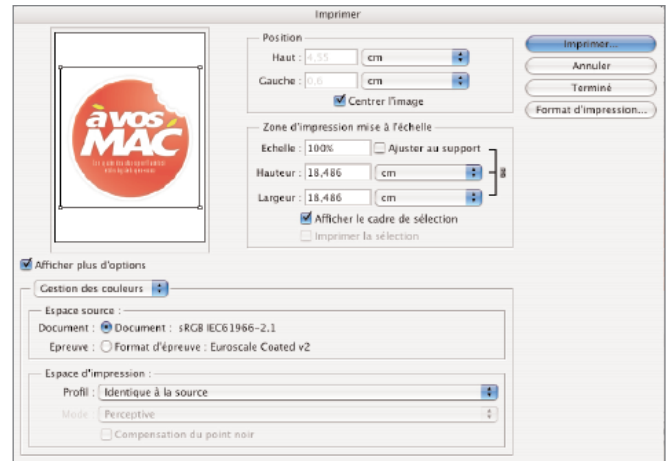 Imprimer
à vos
MAC
Position
Haut : 4,55 cm
Gauche : 0,6 cm
Centrer l'image
Zone d'impression mise à l'échelle
Echelle : 100% Ajuster au support
Hauteur : 18,486 cm
Largeur : 18,486 cm
Afficher le cadre de sélection
Imprimer la sélection
Imprimer...
Annuler
Terminé
Format d'impression...
Afficher plus d'options
Gestion des couleurs
Espace source :
Document : Document : sRGB IEC61966-2.1
Epreuve : Format d'épreuve : Euroscale Coated v2
Espace d'impression :
Profil : Identique à la source
Mode : Perceptive
Compensation du point noir